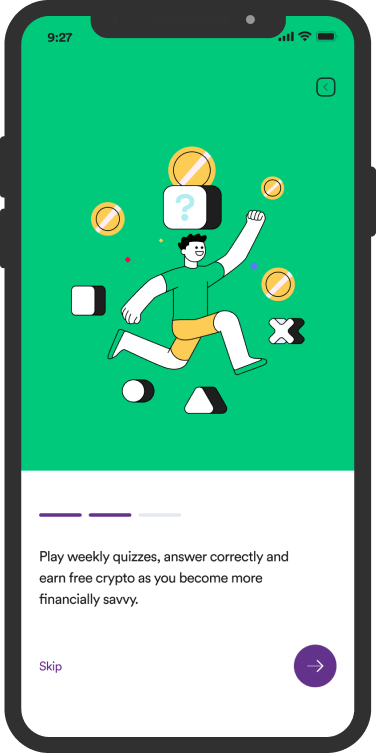 9:27
?
Play weekly quizzes, answer correctly and
earn free crypto as you become more
financially savvy.
Skip